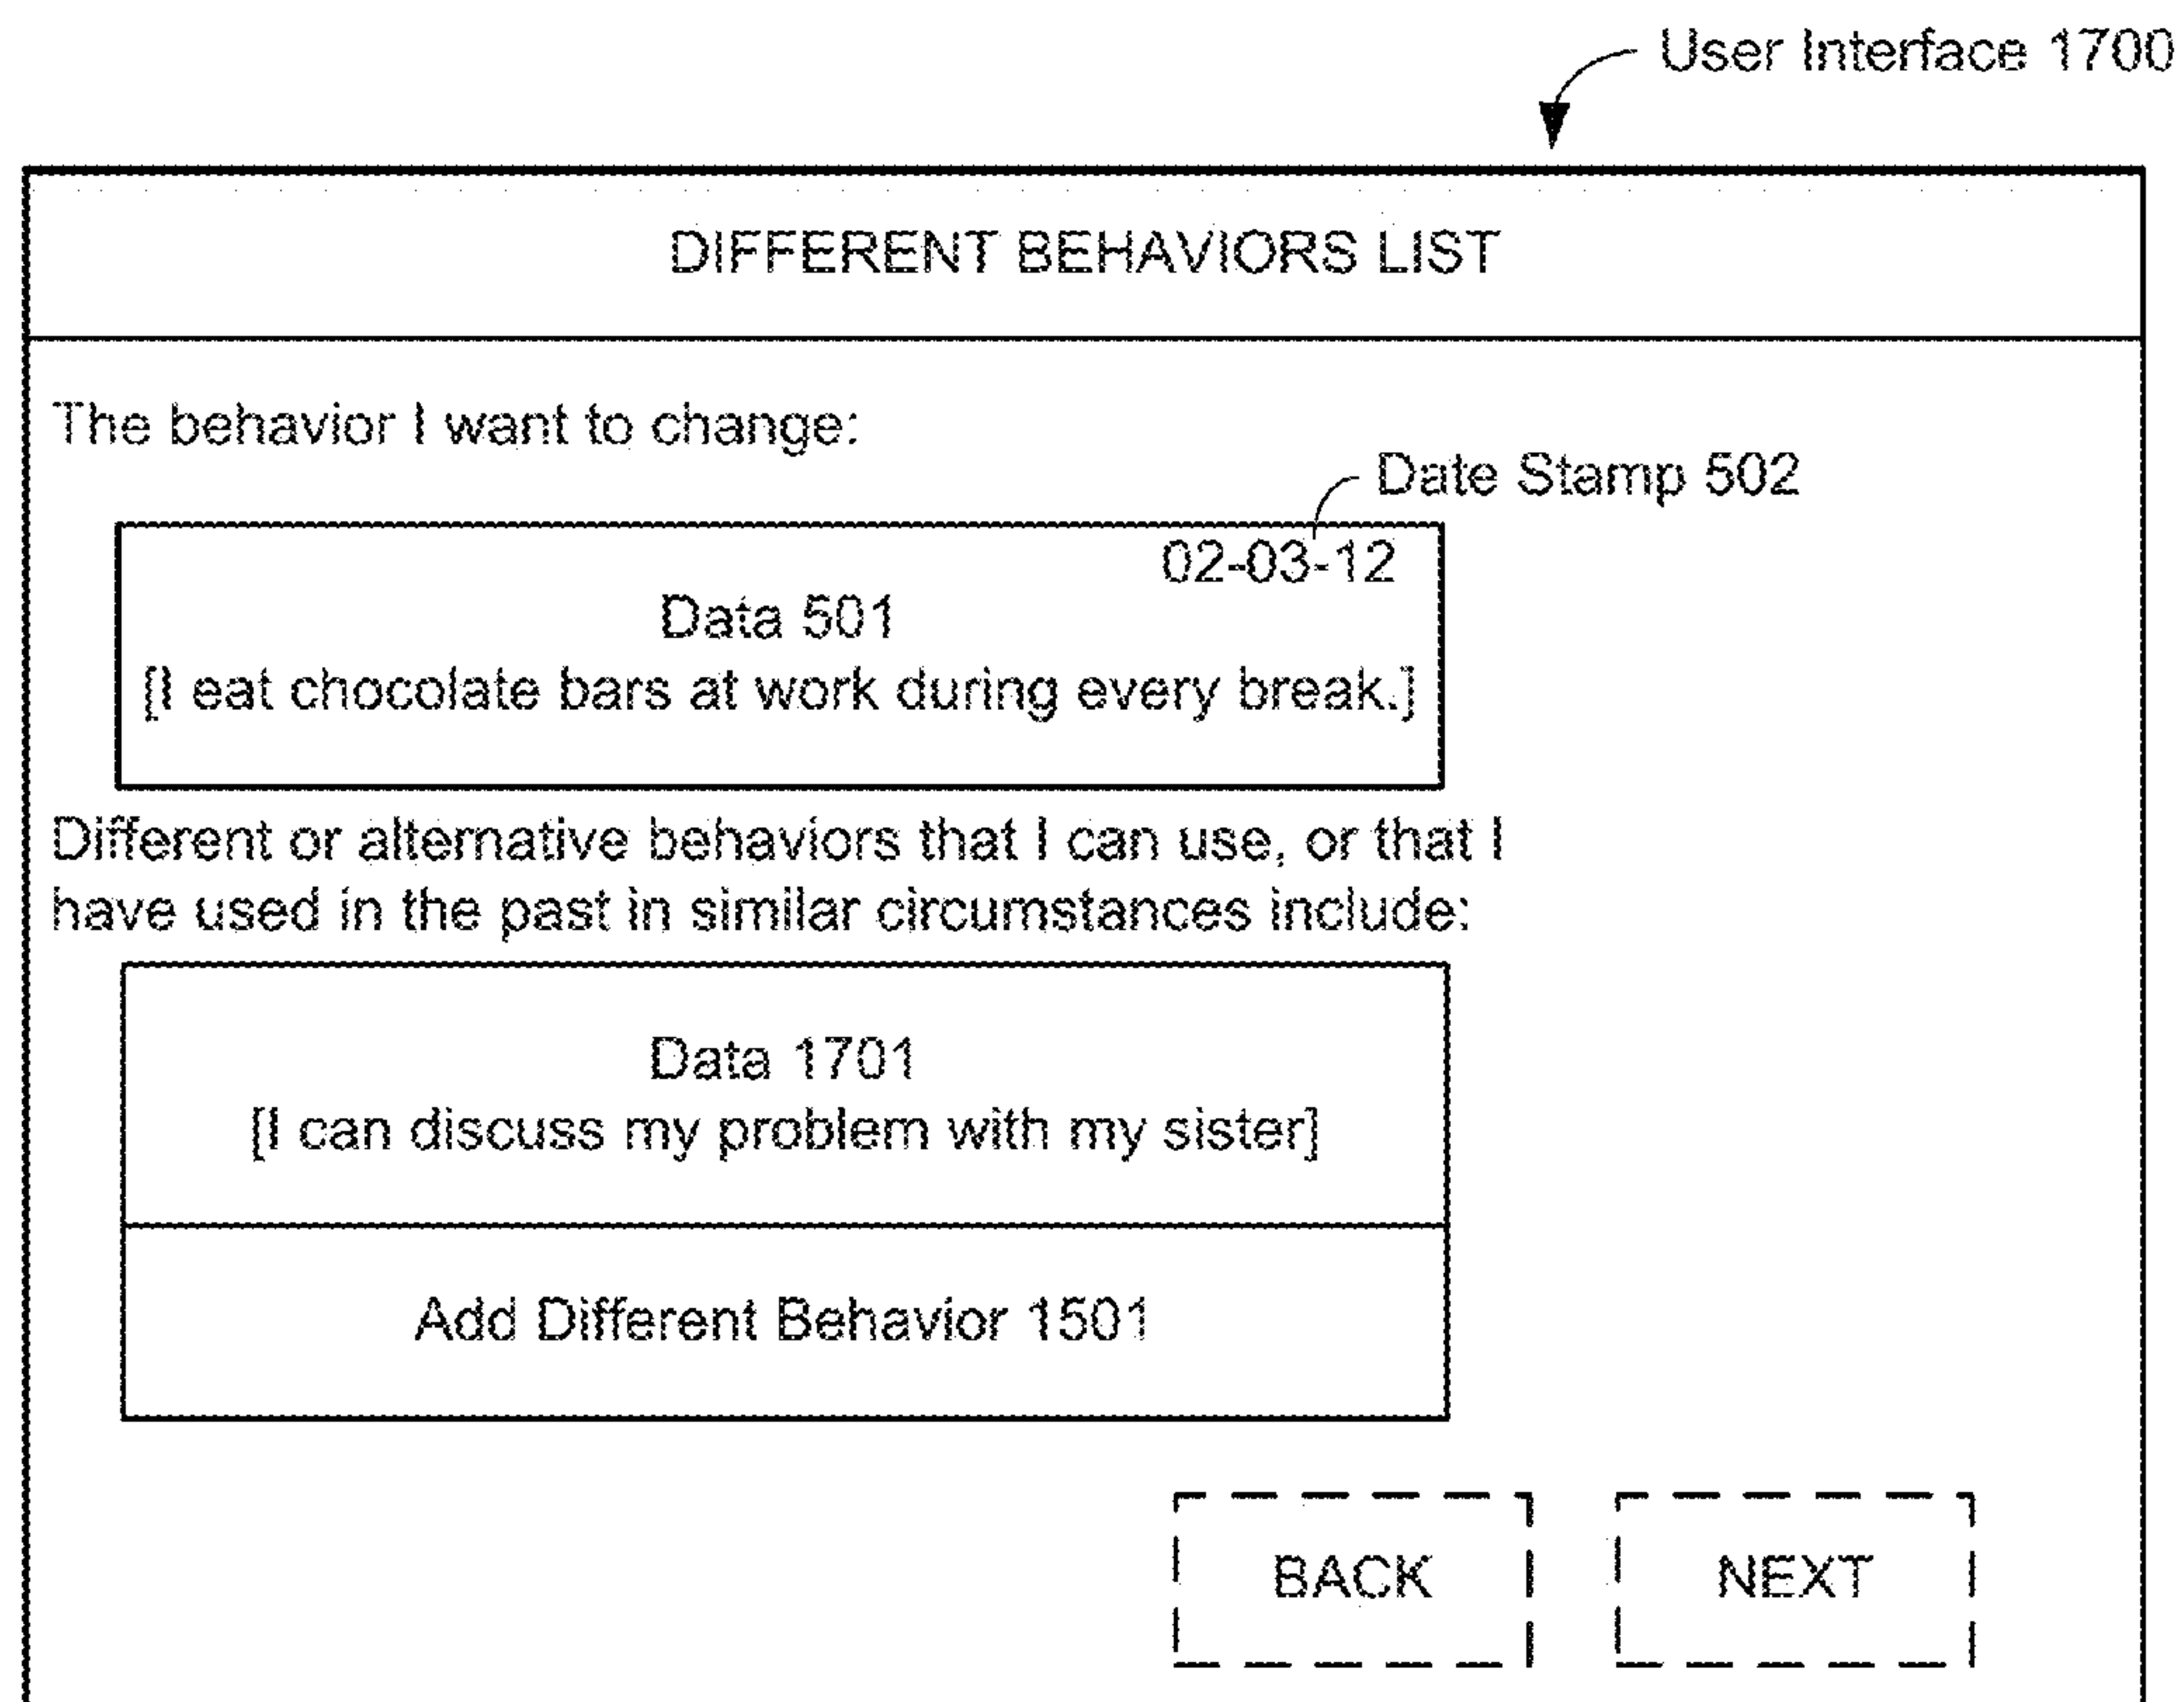 User Interface 1700
DIFFERENT BEHAVIORS LIST
The behavior I want to change:
Date Stamp 502
02-03-12
Data 501
[I eat chocolate bars at work during every break.]
Different or alternative behaviors that I can use, or that I
have used in the past in similar circumstances include:
Data 1701
[I can discuss my problem with my sister]
Add Different Behavior 1501
BACK NEXT